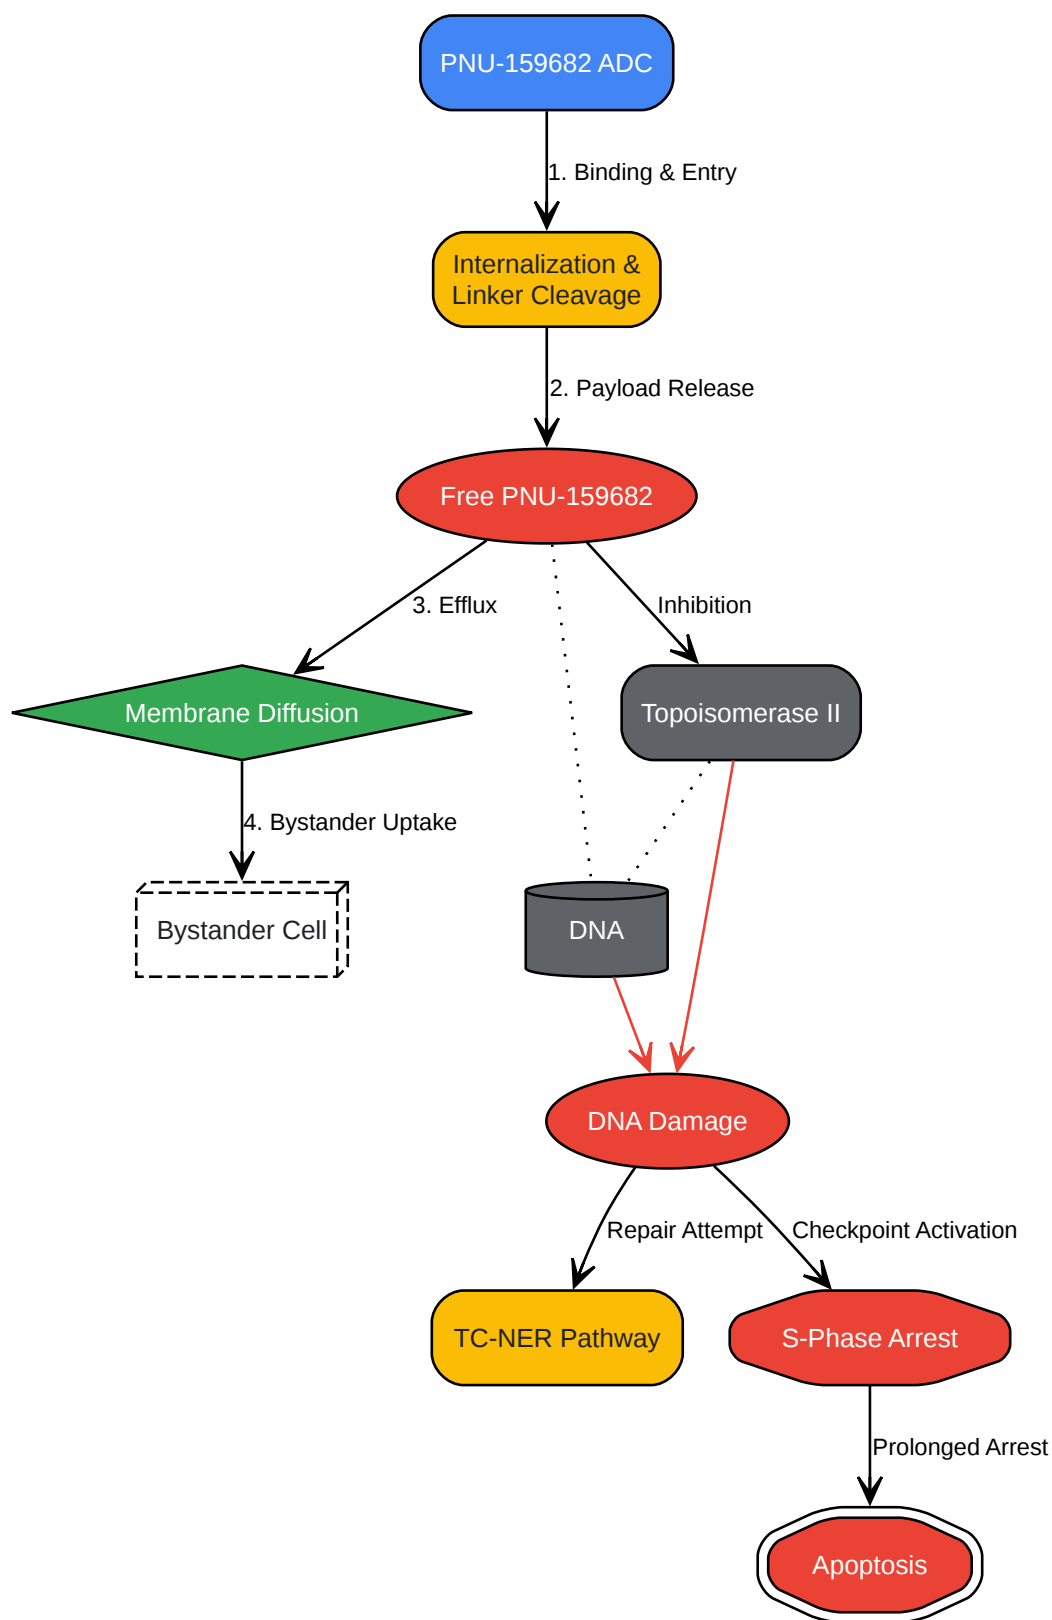 PNU-159682 ADC
1. Binding & Entry
Internalization &
Linker Cleavage
2. Payload Release
Free PNU-159682
3. Efflux
Inhibition
Membrane Diffusion
Topoisomerase II
4. Bystander Uptake
Bystander Cell
DNA
DNA Damage
Repair Attempt
Checkpoint Activation
TC-NER Pathway
S-Phase Arrest
Prolonged Arrest
Apoptosis